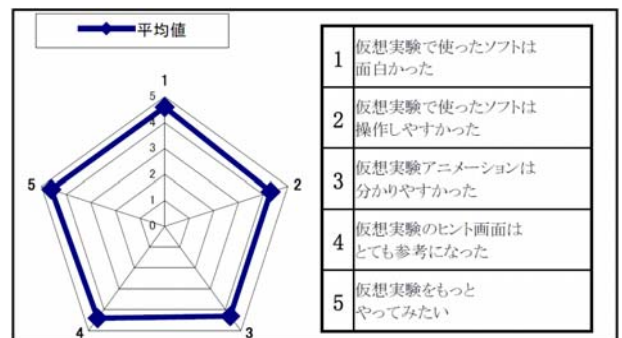 平均値
1
5
4
3
2
1
0
2
3
4
5
1
仮想実験で使ったソフトは
面白かった
2
仮想実験で使ったソフトは
操作しやすかった
3
仮想実験アニメーションは
分かりやすかった
4
仮想実験のヒント画面は
とても参考になった
5
仮想実験をもっと
やってみたい